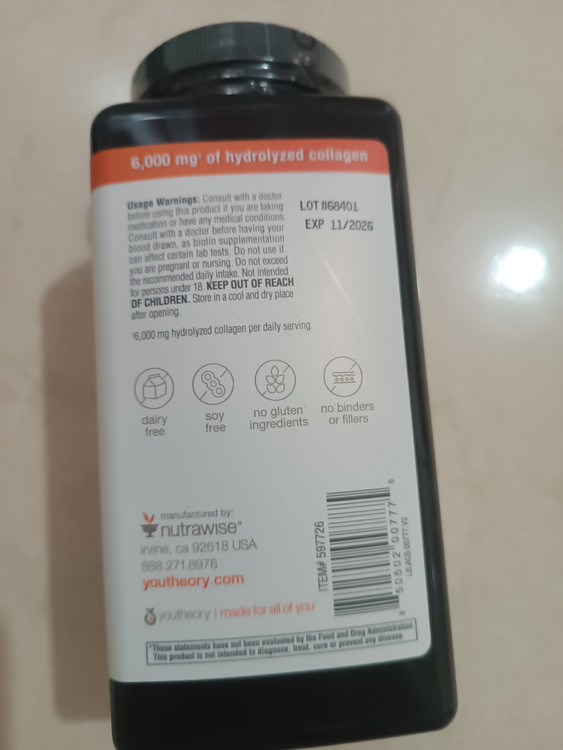 6,000 mg¹ of hydrolyzed collagen
Usage Warnings: Consult with a doctor
before using this product if you are taking
medication or have any medical conditions.
Consult with a doctor before having your
blood drawn, as biotin supplementation
can affect certain lab tests. Do not use if
you are pregnant or nursing. Do not exceed
the recommended daily intake. Not intended
for persons under 18. KEEP OUT OF REACH
OF CHILDREN. Store in a cool and dry place
after opening.
LOT #68401
EXP 11/2026
¹6,000 mg hydrolyzed collagen per daily serving.
dairy
free
soy
free
no gluten
ingredients
no binders
or fillers
manufactured by:
nutrawise®
irvine, ca 92618 USA
888.271.8976
youtheory.com
youtheory | made for all of you
ITEM# 597726
50502 00777
*These statements have not been evaluated by the Food and Drug Administration.
This product is not intended to diagnose, treat, cure or prevent any disease.